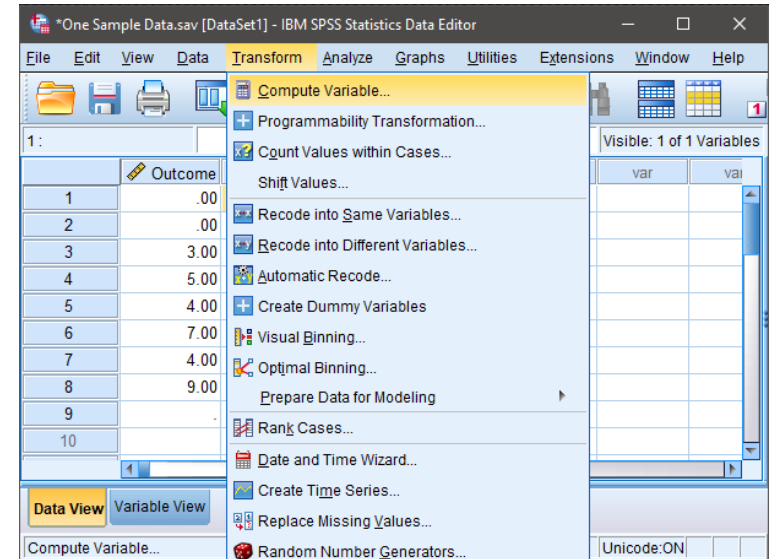 *One Sample Data.sav [DataSet1] - IBM SPSS Statistics Data Editor
File Edit View Data Transform Analyze Graphs Utilities Extensions Window Help
1
1 :
Visible: 1 of 1 Variables
Outcome var var
1 .00
2 .00
3 3.00
4 5.00
5 4.00
6 7.00
7 4.00
8 9.00
9 .
10
Compute Variable...
Programmability Transformation...
Count Values within Cases...
Shift Values...
Recode into Same Variables...
Recode into Different Variables...
Automatic Recode...
Create Dummy Variables
Visual Binning...
Optimal Binning...
Prepare Data for Modeling
Rank Cases...
Date and Time Wizard...
Create Time Series...
Replace Missing Values...
Random Number Generators...
Data View Variable View
Compute Variable... Unicode:ON